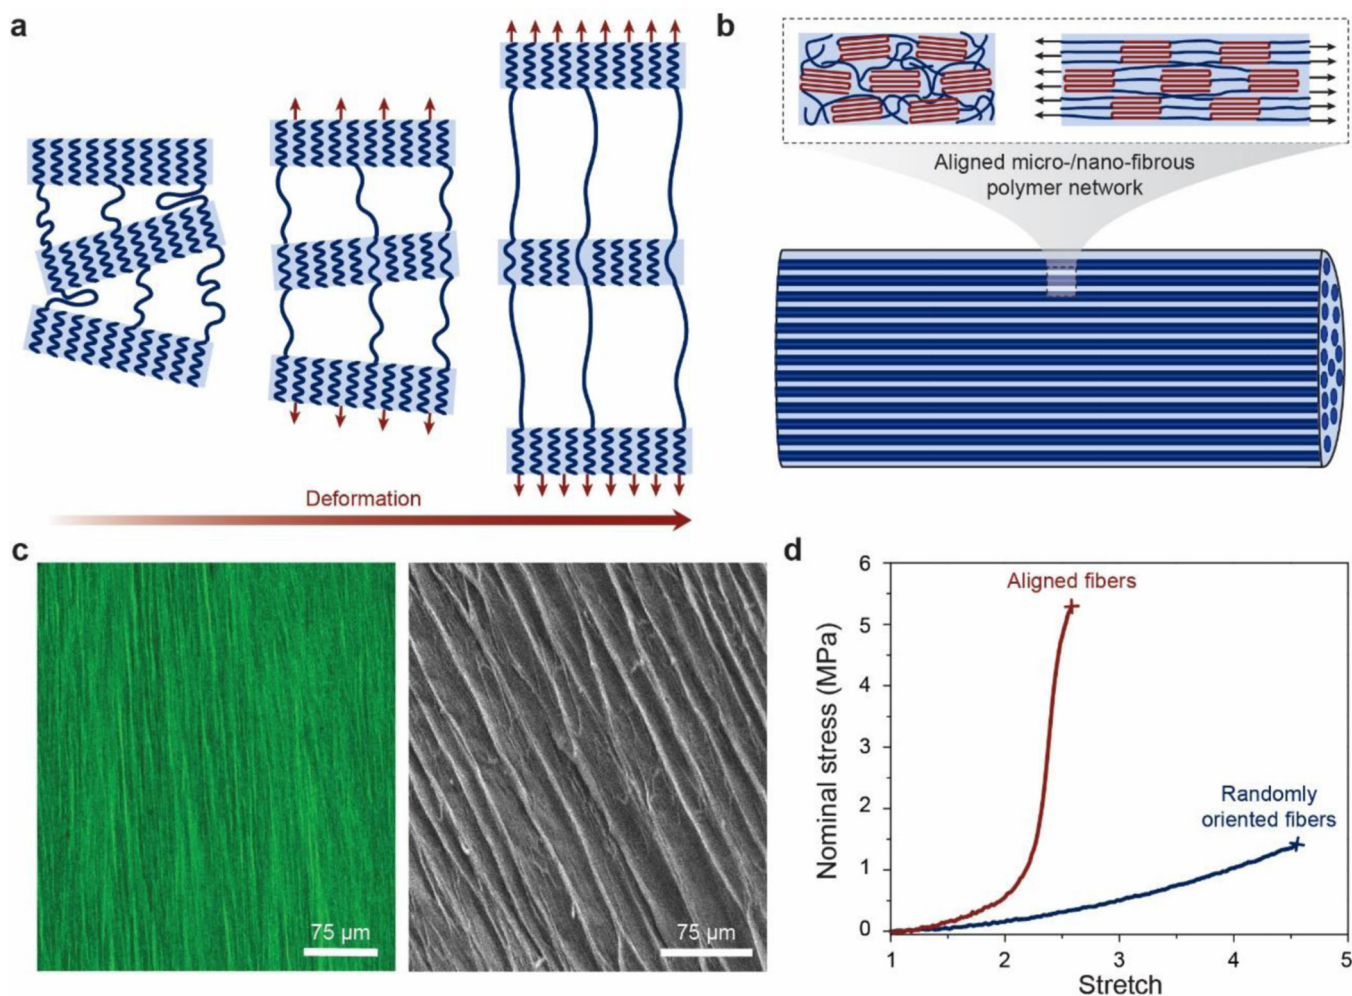 a
b
Aligned micro-/nano-fibrous
polymer network
Deformation
c
75 µm
75 µm
d
Nominal stress (MPa)
6
5
4
3
2
1
0
Aligned fibers
Randomly
oriented fibers
1
2
3
4
5
Stretch